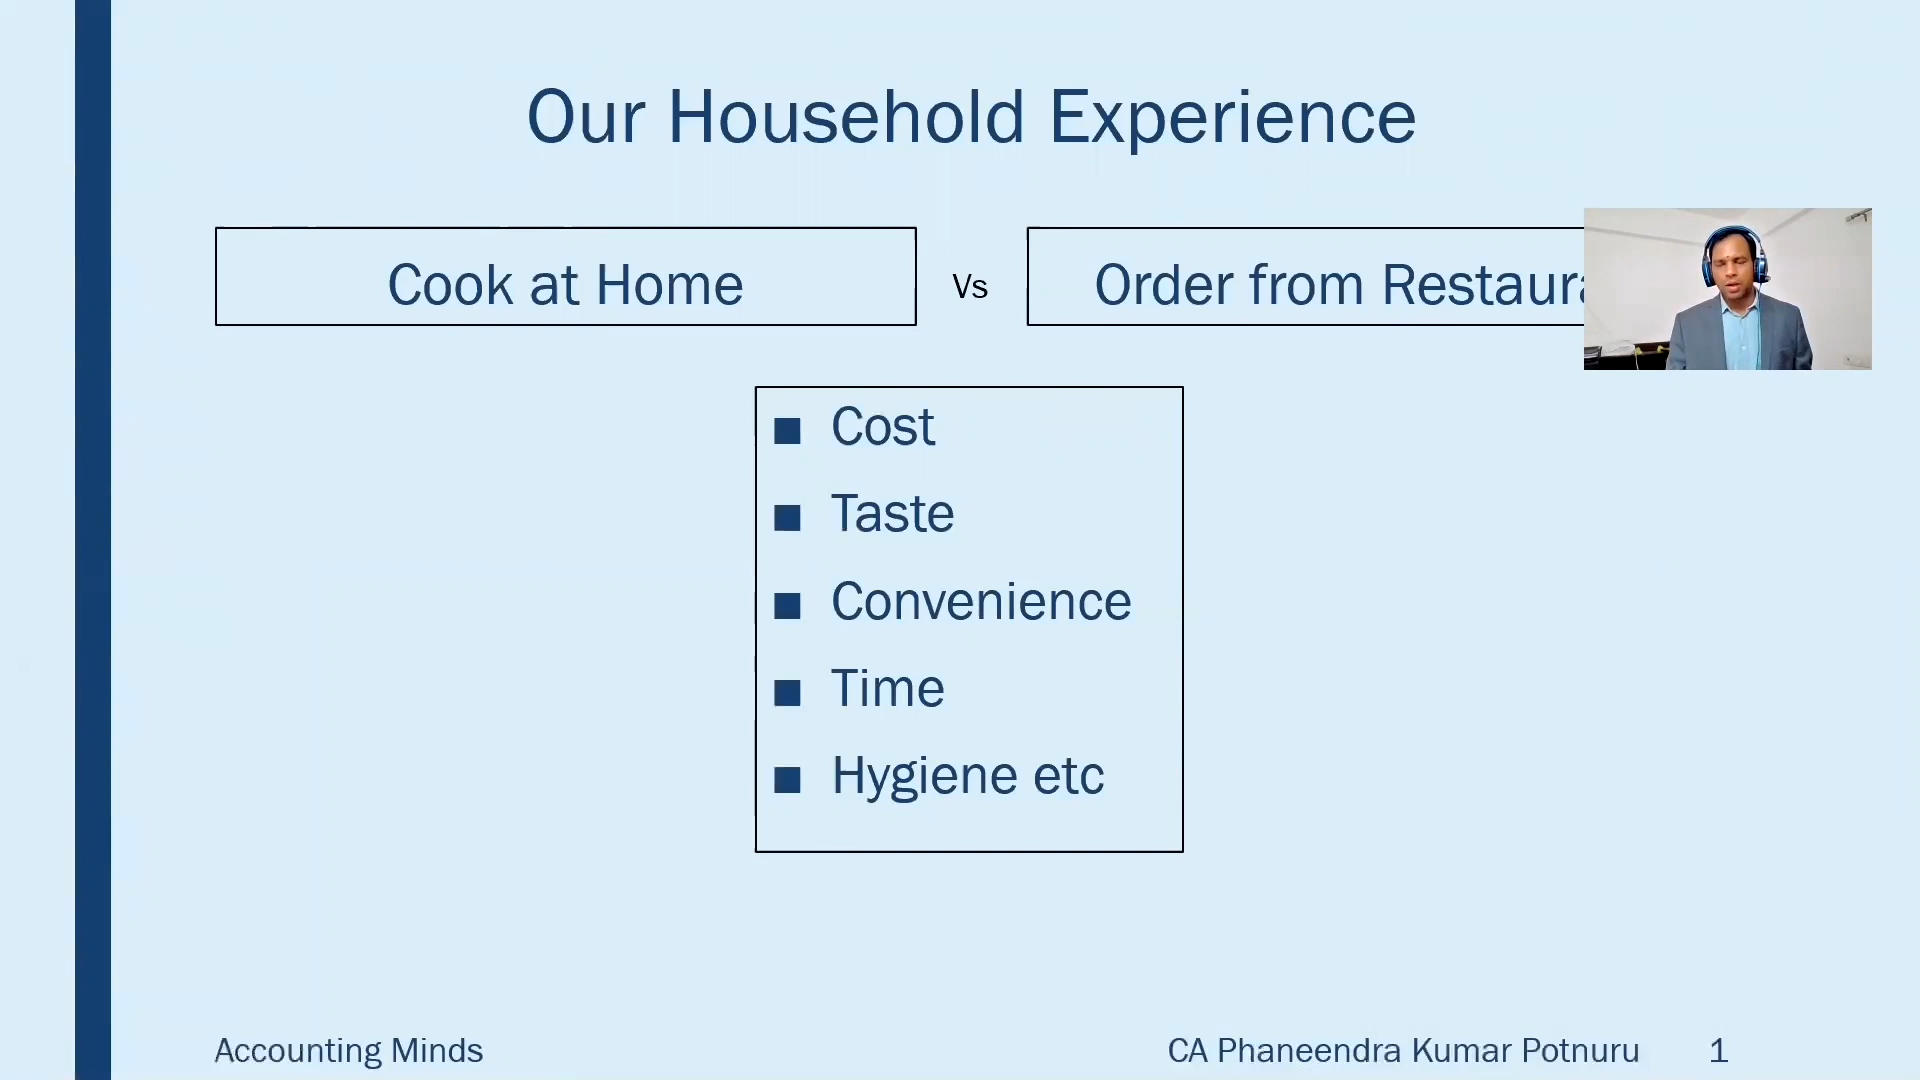 Our Household Experience
Cook at Home
Vs
Order from
Cost
Taste
Convenience
Time
Hygiene etc
Accounting Minds
CA Phaneendra Kumar Potnuru
1